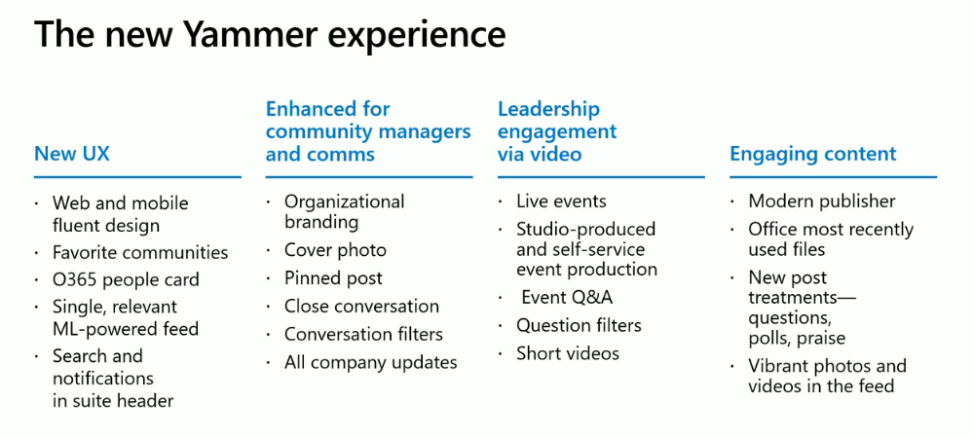 The new Yammer experience
New UX
· Web and mobile
fluent design
· Favorite communities
· O365 people card
· Single, relevant
ML-powered feed
· Search and
notifications
in suite header
Enhanced for
community managers
and comms
· Organizational
branding
· Cover photo
· Pinned post
· Close conversation
· Conversation filters
· All company updates
Leadership
engagement
via video
· Live events
· Studio-produced
and self-service
event production
· Event Q&A
· Question filters
· Short videos
Engaging content
· Modern publisher
· Office most recently
used files
· New post
treatments—
questions,
polls, praise
· Vibrant photos and
videos in the feed